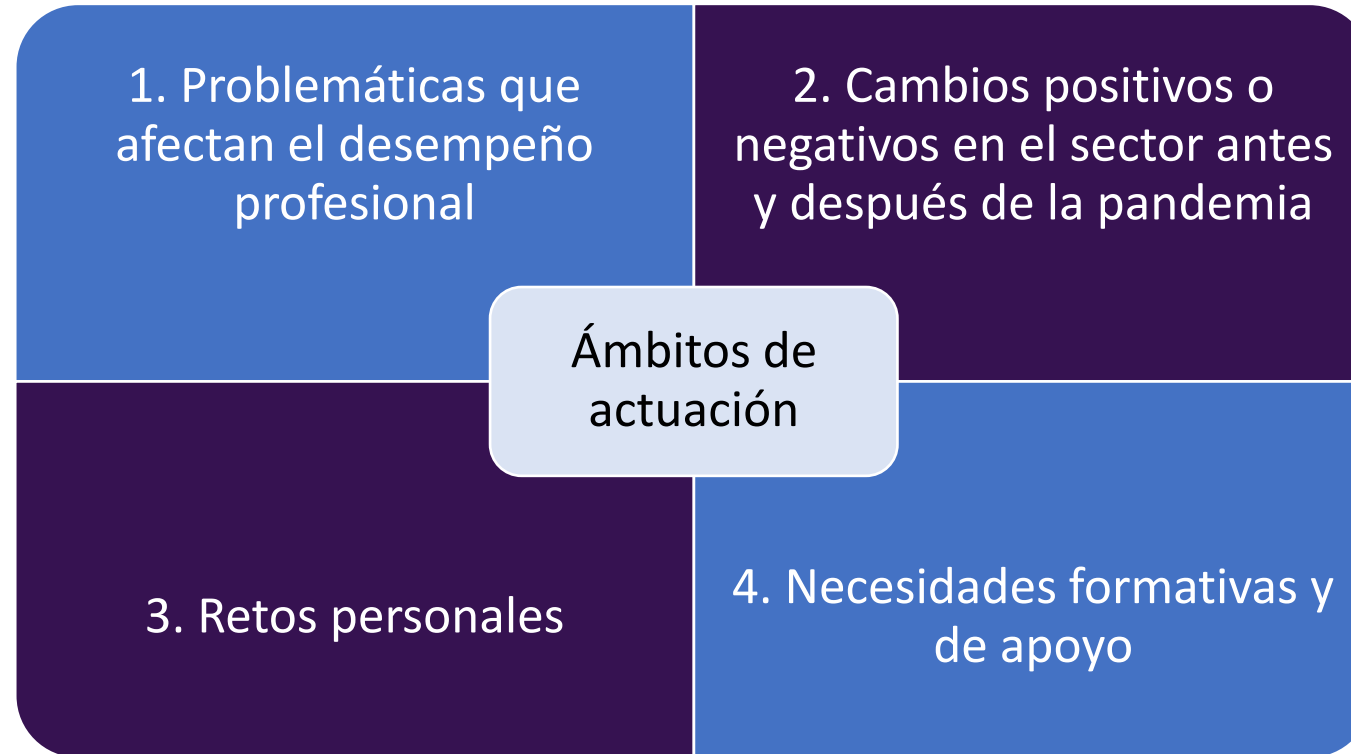 1. Problemáticas que
afectan el desempeño
profesional
2. Cambios positivos o
negativos en el sector antes
y después de la pandemia
Ámbitos de
actuación
3. Retos personales
4. Necesidades formativas y
de apoyo